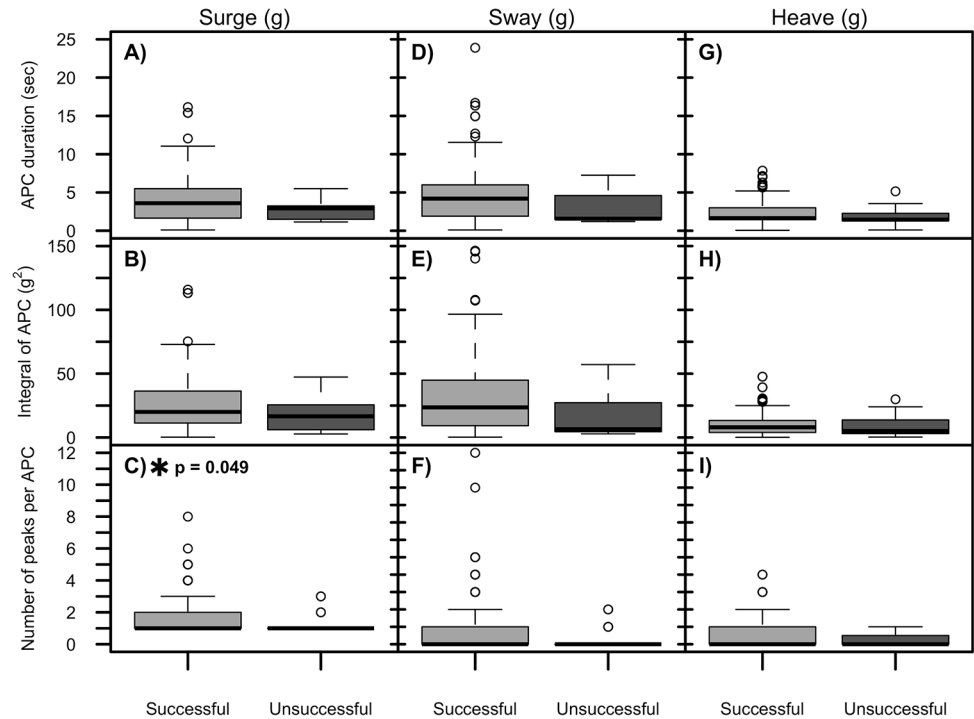 Surge (g) Sway (g) Heave (g)
APC duration (sec)
25
20
15
10
5
0
A) D) G)
Integral of APC (g²)
150
100
50
0
B) E) H)
Number of peaks per APC
12
10
8
6
4
2
0
C) * p = 0.049 F) I)
Successful Unsuccessful Successful Unsuccessful Successful Unsuccessful